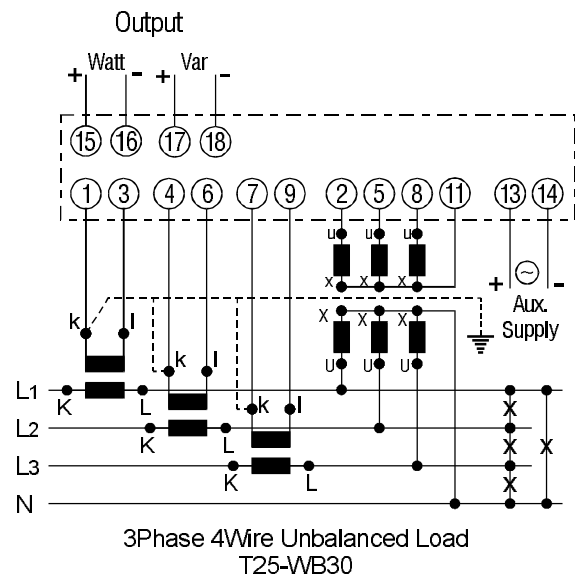 Output
Watt Var
+ - + -
15 16 17 18
1 3 4 6 7 9 2 5 8 11 13 14
u u u
x x x
+ ~ -
Aux.
Supply
X X X
k l
k l
U U U
k l
L1
K L
X
L2
K L
X X
L3
K L
X
N
3Phase 4Wire Unbalanced Load
T25-WB30